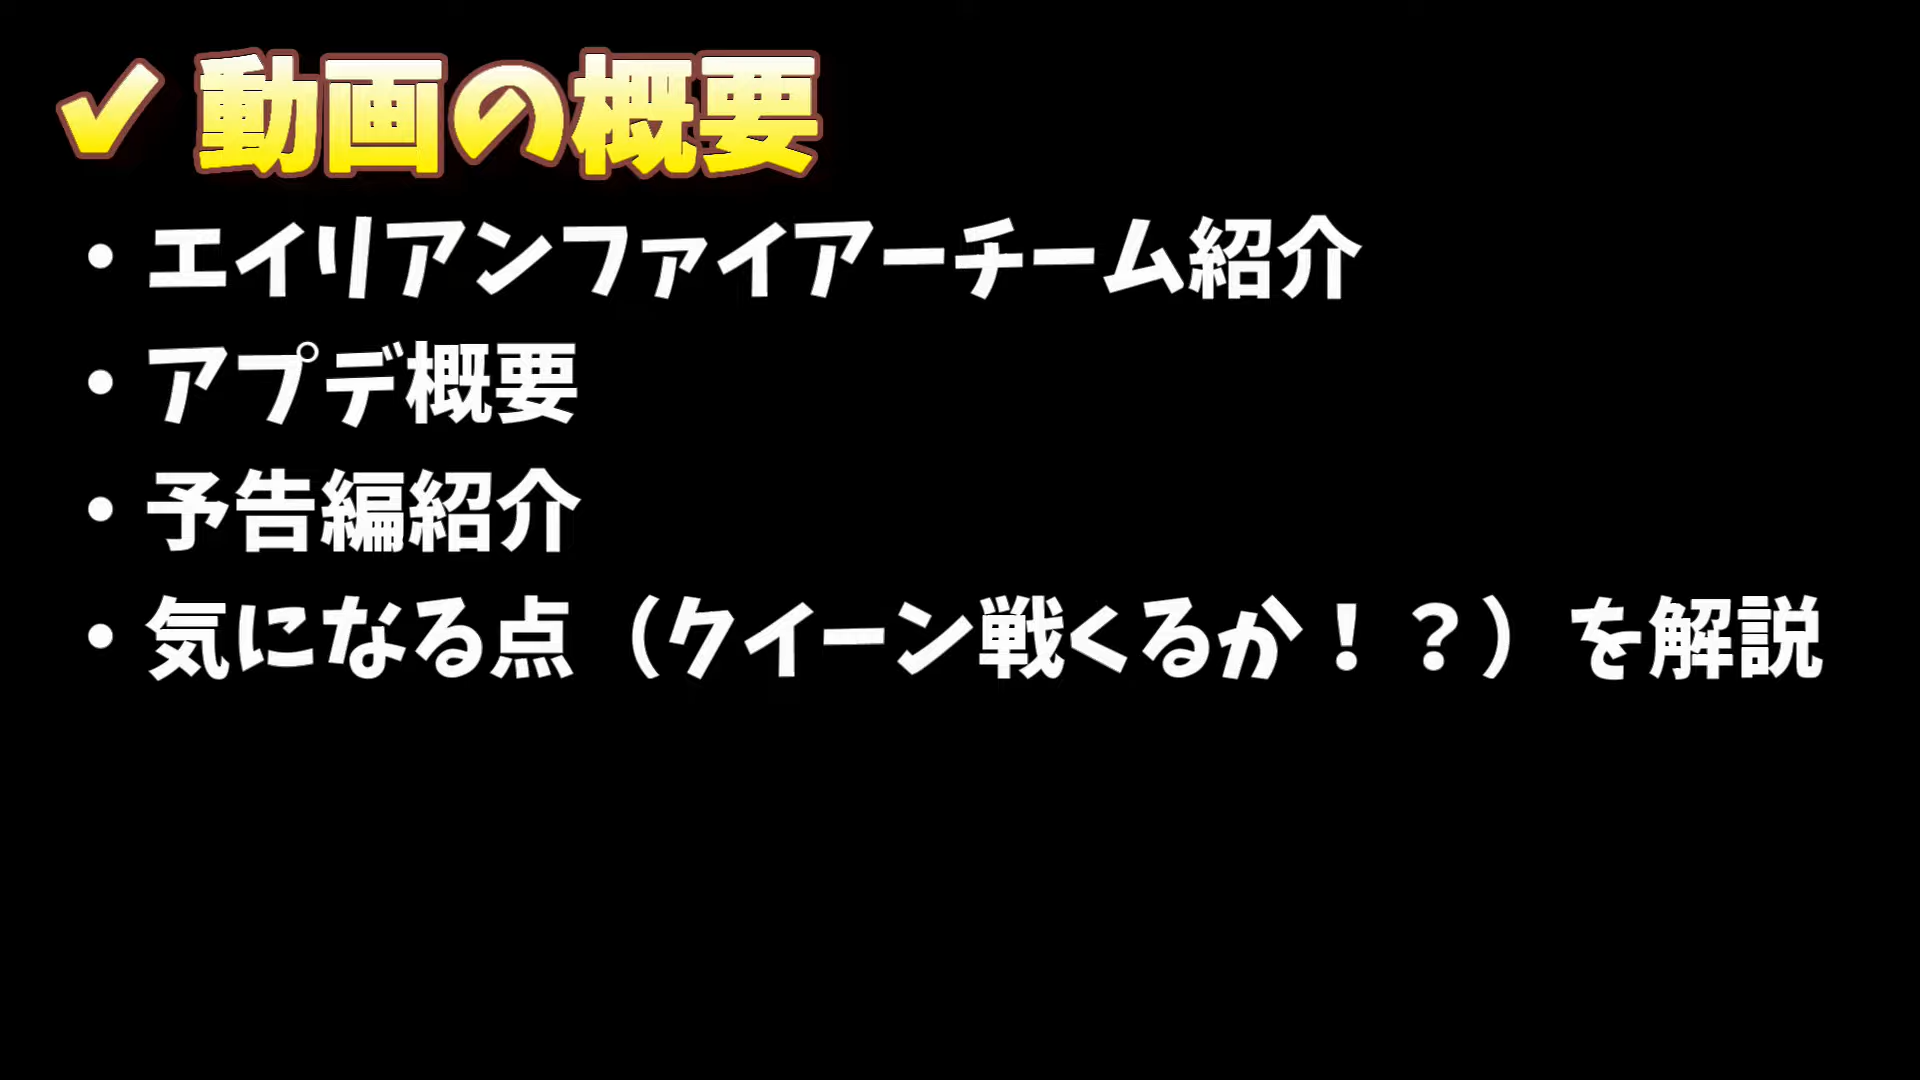 ✓ 動画の概要
・エイリアンファイアーチーム紹介
・アプデ概要
・予告編紹介
・気になる点（クイーン戦くるか！？）を解説